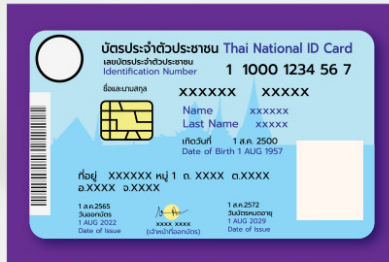 บัตรประจำตัวประชาชน Thai National ID Card
เลขบัตรประจำตัวประชาชน
Identification Number 1 1000 1234 56 7
ชื่อและนามสกุล XXXXXX XXXXX
Name xxxxxx
Last Name xxxxxx
เกิดวันที่ 1 ส.ค. 2500
Date of Birth 1 AUG 1957
ที่อยู่ XXXXXX หมู่ 1 ถ. XXXX ต.XXXX
อ.XXXX จ.XXXX
1 ส.ค.2565
วันออกบัตร
1 AUG 2022
Date of Issue
XXXX XXXX
(เจ้าหน้าที่ออกบัตร)
1 ส.ค.2572
วันบัตรหมดอายุ
1 AUG 2029
Date of Issue